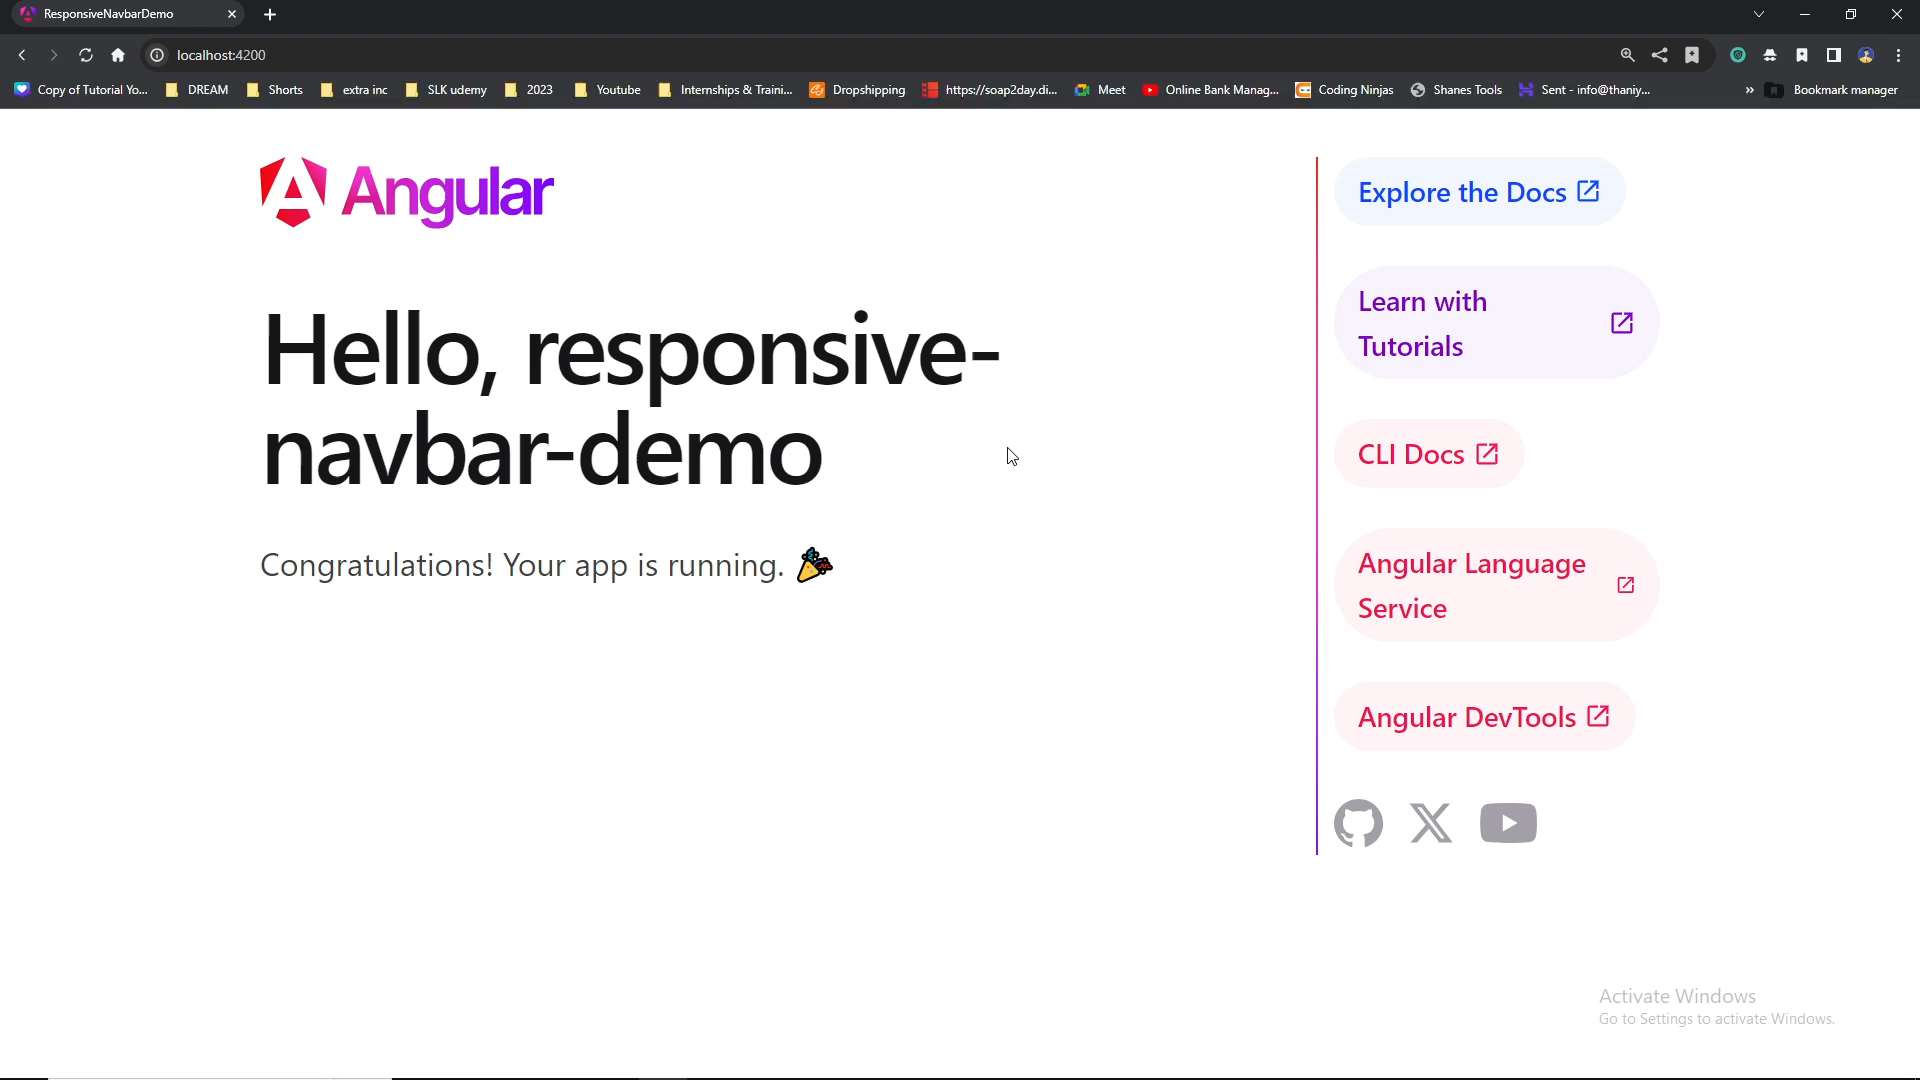 ResponsiveNavbarDemo
localhost:4200
Copy of Tutorial Yo...
DREAM
Shorts
extra inc
SLK udemy
2023
Youtube
Internships & Traini...
Dropshipping
https://soap2day.di...
Meet
Online Bank Manag...
Coding Ninjas
Shanes Tools
Sent - info@thaniy...
»
Bookmark manager
Angular
Hello, responsive-
navbar-demo
Congratulations! Your app is running. 🎉
Explore the Docs
Learn with
Tutorials
CLI Docs
Angular Language
Service
Angular DevTools
Activate Windows
Go to Settings to activate Windows.